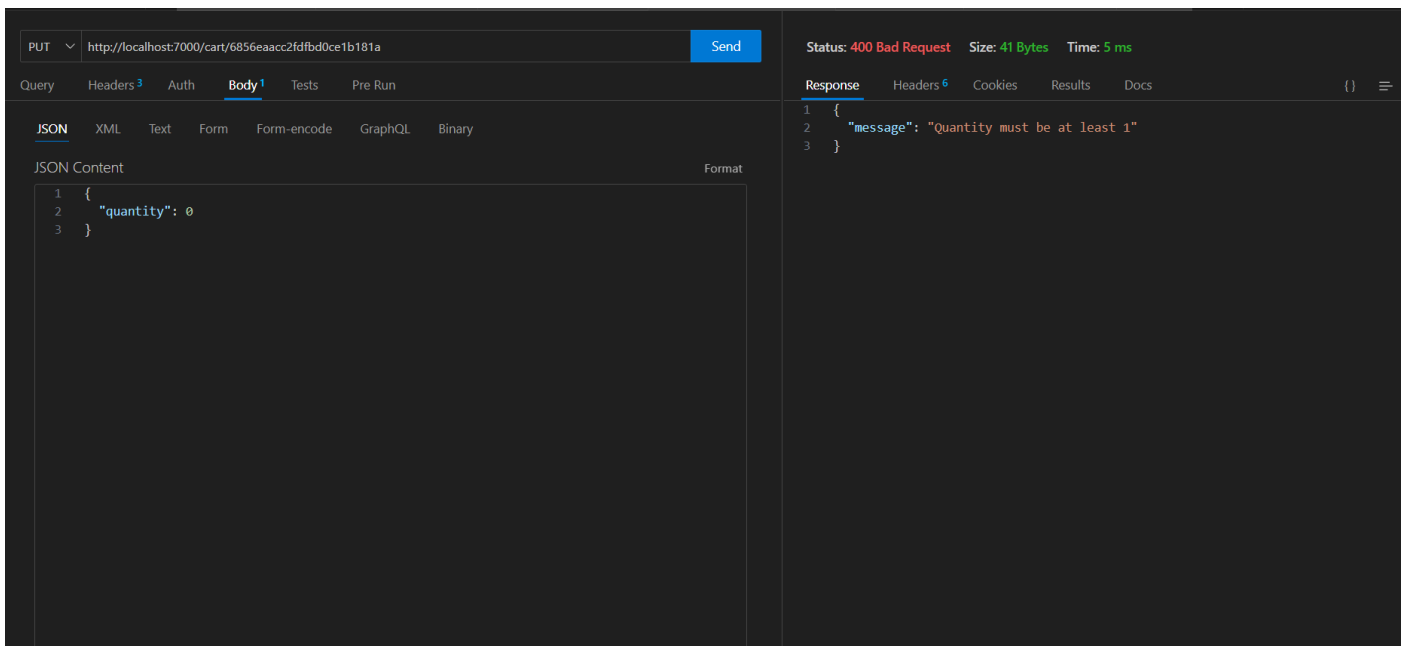 PUT http://localhost:7000/cart/6856eaacc2fdfbd0ce1b181a Send
Query Headers 3 Auth Body 1 Tests Pre Run
JSON XML Text Form Form-encode GraphQL Binary
JSON Content Format
1 {
2 "quantity": 0
3 }
Status: 400 Bad Request Size: 41 Bytes Time: 5 ms
Response Headers 6 Cookies Results Docs {}
1 {
2 "message": "Quantity must be at least 1"
3 }